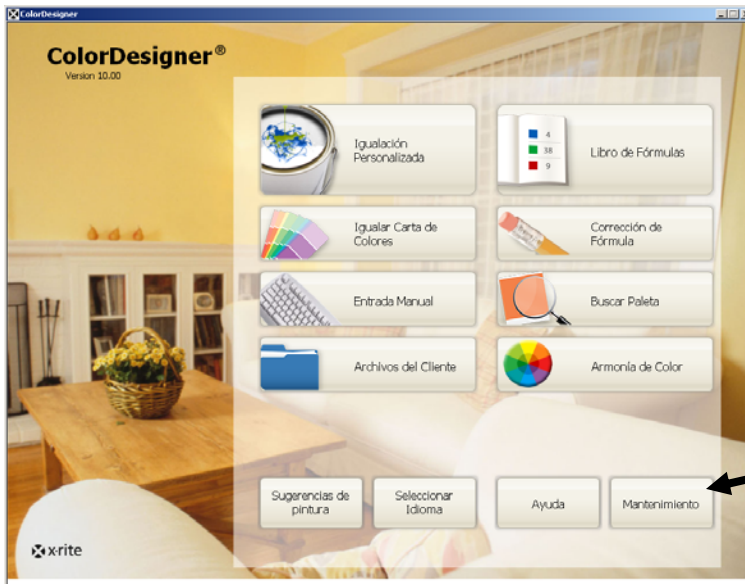 ColorDesigner
ColorDesigner®
Version 10.00
Igualación
Personalizada
4
38
9
Libro de Fórmulas
Igualar Carta de
Colores
Corrección de
Fórmula
Entrada Manual
Buscar Paleta
Archivos del Cliente
Armonía de Color
Sugerencias de
pintura
Seleccionar
Idioma
Ayuda
Mantenimiento
x·rite